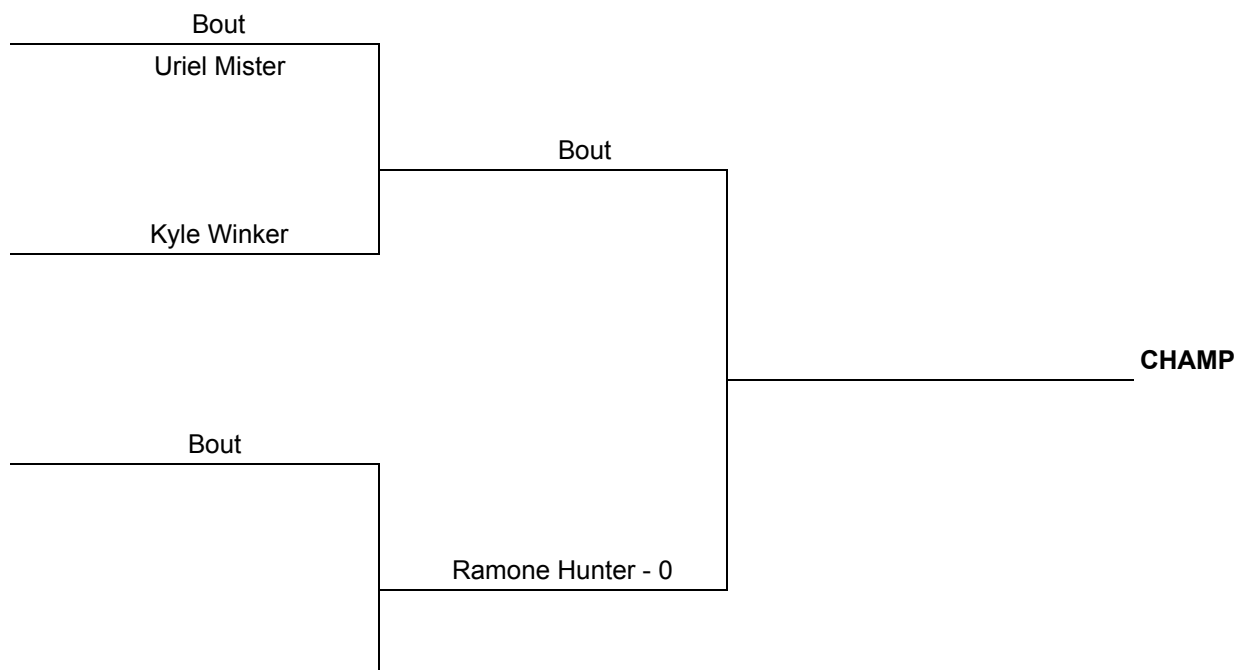 Bout
Uriel Mister
Bout
Kyle Winker
CHAMP
Bout
Ramone Hunter - 0